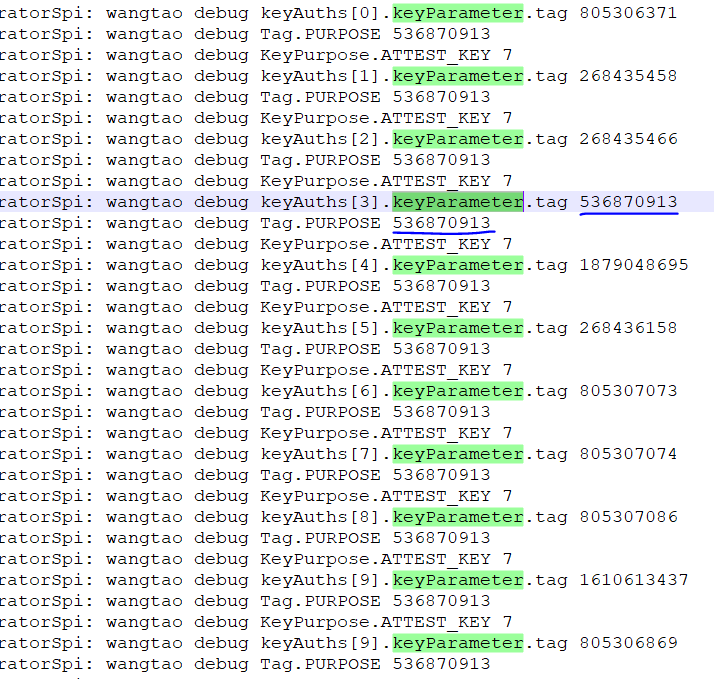 ratorSpi: wangtao debug keyAuths[0].keyParameter.tag 805306371
ratorSpi: wangtao debug Tag.PURPOSE 536870913
ratorSpi: wangtao debug KeyPurpose.ATTEST_KEY 7
ratorSpi: wangtao debug keyAuths[1].keyParameter.tag 268435458
ratorSpi: wangtao debug Tag.PURPOSE 536870913
ratorSpi: wangtao debug KeyPurpose.ATTEST_KEY 7
ratorSpi: wangtao debug keyAuths[2].keyParameter.tag 268435466
ratorSpi: wangtao debug Tag.PURPOSE 536870913
ratorSpi: wangtao debug KeyPurpose.ATTEST_KEY 7
ratorSpi: wangtao debug keyAuths[3].keyParameter.tag 536870913
ratorSpi: wangtao debug Tag.PURPOSE 536870913
ratorSpi: wangtao debug KeyPurpose.ATTEST_KEY 7
ratorSpi: wangtao debug keyAuths[4].keyParameter.tag 1879048695
ratorSpi: wangtao debug Tag.PURPOSE 536870913
ratorSpi: wangtao debug KeyPurpose.ATTEST_KEY 7
ratorSpi: wangtao debug keyAuths[5].keyParameter.tag 268436158
ratorSpi: wangtao debug Tag.PURPOSE 536870913
ratorSpi: wangtao debug KeyPurpose.ATTEST_KEY 7
ratorSpi: wangtao debug keyAuths[6].keyParameter.tag 805307073
ratorSpi: wangtao debug Tag.PURPOSE 536870913
ratorSpi: wangtao debug KeyPurpose.ATTEST_KEY 7
ratorSpi: wangtao debug keyAuths[7].keyParameter.tag 805307074
ratorSpi: wangtao debug Tag.PURPOSE 536870913
ratorSpi: wangtao debug KeyPurpose.ATTEST_KEY 7
ratorSpi: wangtao debug keyAuths[8].keyParameter.tag 805307086
ratorSpi: wangtao debug Tag.PURPOSE 536870913
ratorSpi: wangtao debug KeyPurpose.ATTEST_KEY 7
ratorSpi: wangtao debug keyAuths[9].keyParameter.tag 1610613437
ratorSpi: wangtao debug Tag.PURPOSE 536870913
ratorSpi: wangtao debug KeyPurpose.ATTEST_KEY 7
ratorSpi: wangtao debug keyAuths[9].keyParameter.tag 805306869
ratorSpi: wangtao debug Tag.PURPOSE 536870913